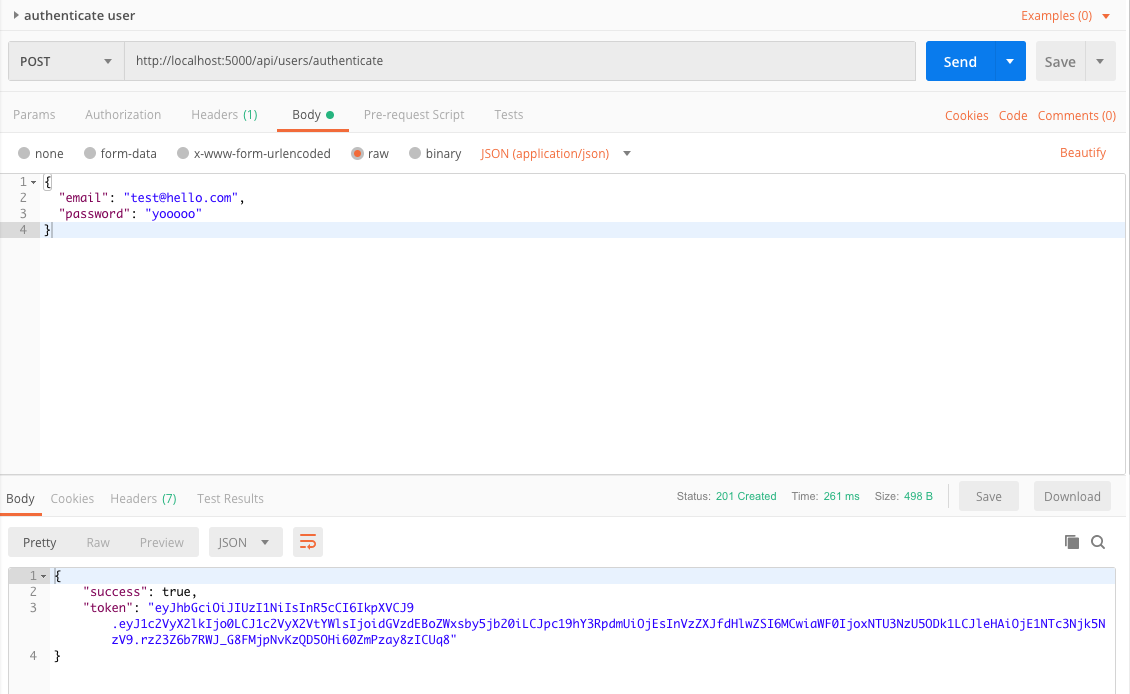 authenticate user
Examples (0)
POST
http://localhost:5000/api/users/authenticate
Send
Save
Params
Authorization
Headers (1)
Body
Pre-request Script
Tests
Cookies
Code
Comments (0)
none
form-data
x-www-form-urlencoded
raw
binary
JSON (application/json)
Beautify
1 {
2 "email": "test@hello.com",
3 "password": "yooooo"
4 }
Body
Cookies
Headers (7)
Test Results
Status: 201 Created
Time: 261 ms
Size: 498 B
Save
Download
Pretty
Raw
Preview
JSON
1 {
2 "success": true,
3 "token": "eyJhbGciOiJIUzI1NiIsInR5cCI6IkpXVCJ9
.eyJ1c2VyX2lkIjo0LCJ1c2VyX2VtYWlsIjoidGVzdEBoZWxsby5jb20iLCJpc19hY3RpdmUiOjEsInVzZXJfdHlwZSI6MCwiaWF0IjoxNTU3NzU5ODk1LCJleHAiOjE1NTc3Njk5N
zV9.rz23Z6b7RWJ_G8FMjpNvKzQD5OHi60ZmPzay8zICUq8"
4 }